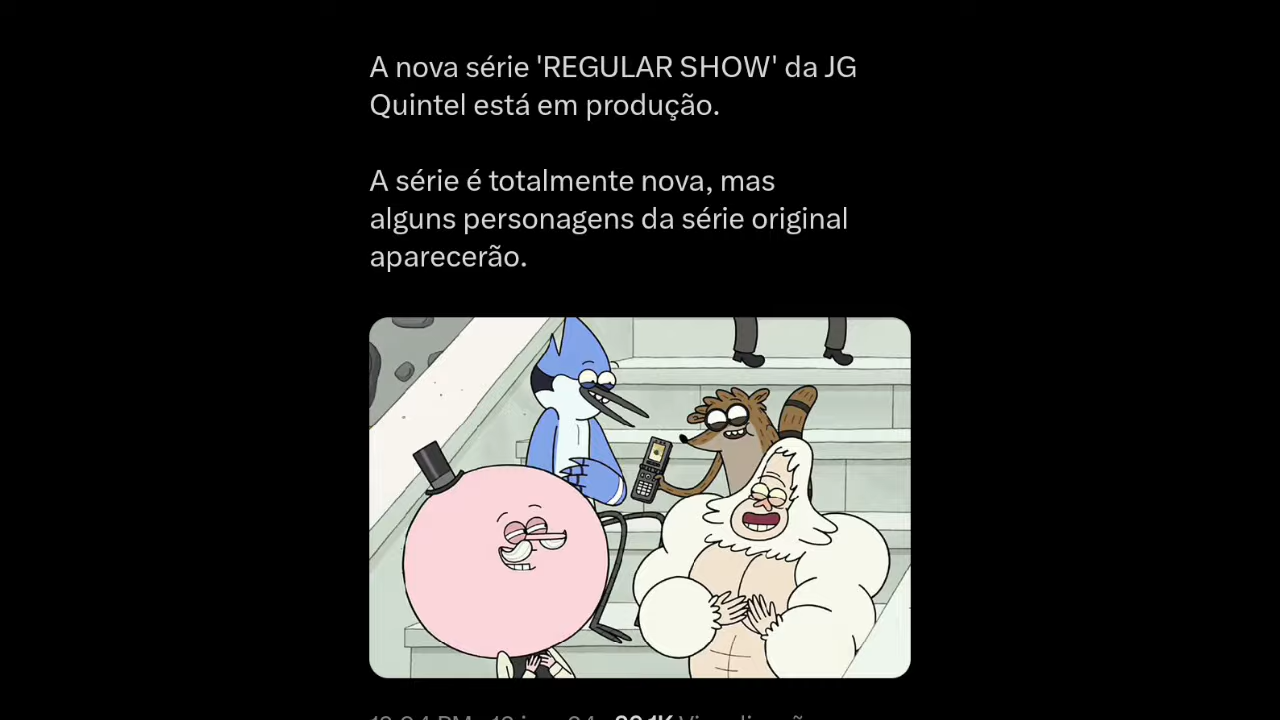 A nova série 'REGULAR SHOW' da JG
Quintel está em produção.
A série é totalmente nova, mas
alguns personagens da série original
aparecerão.